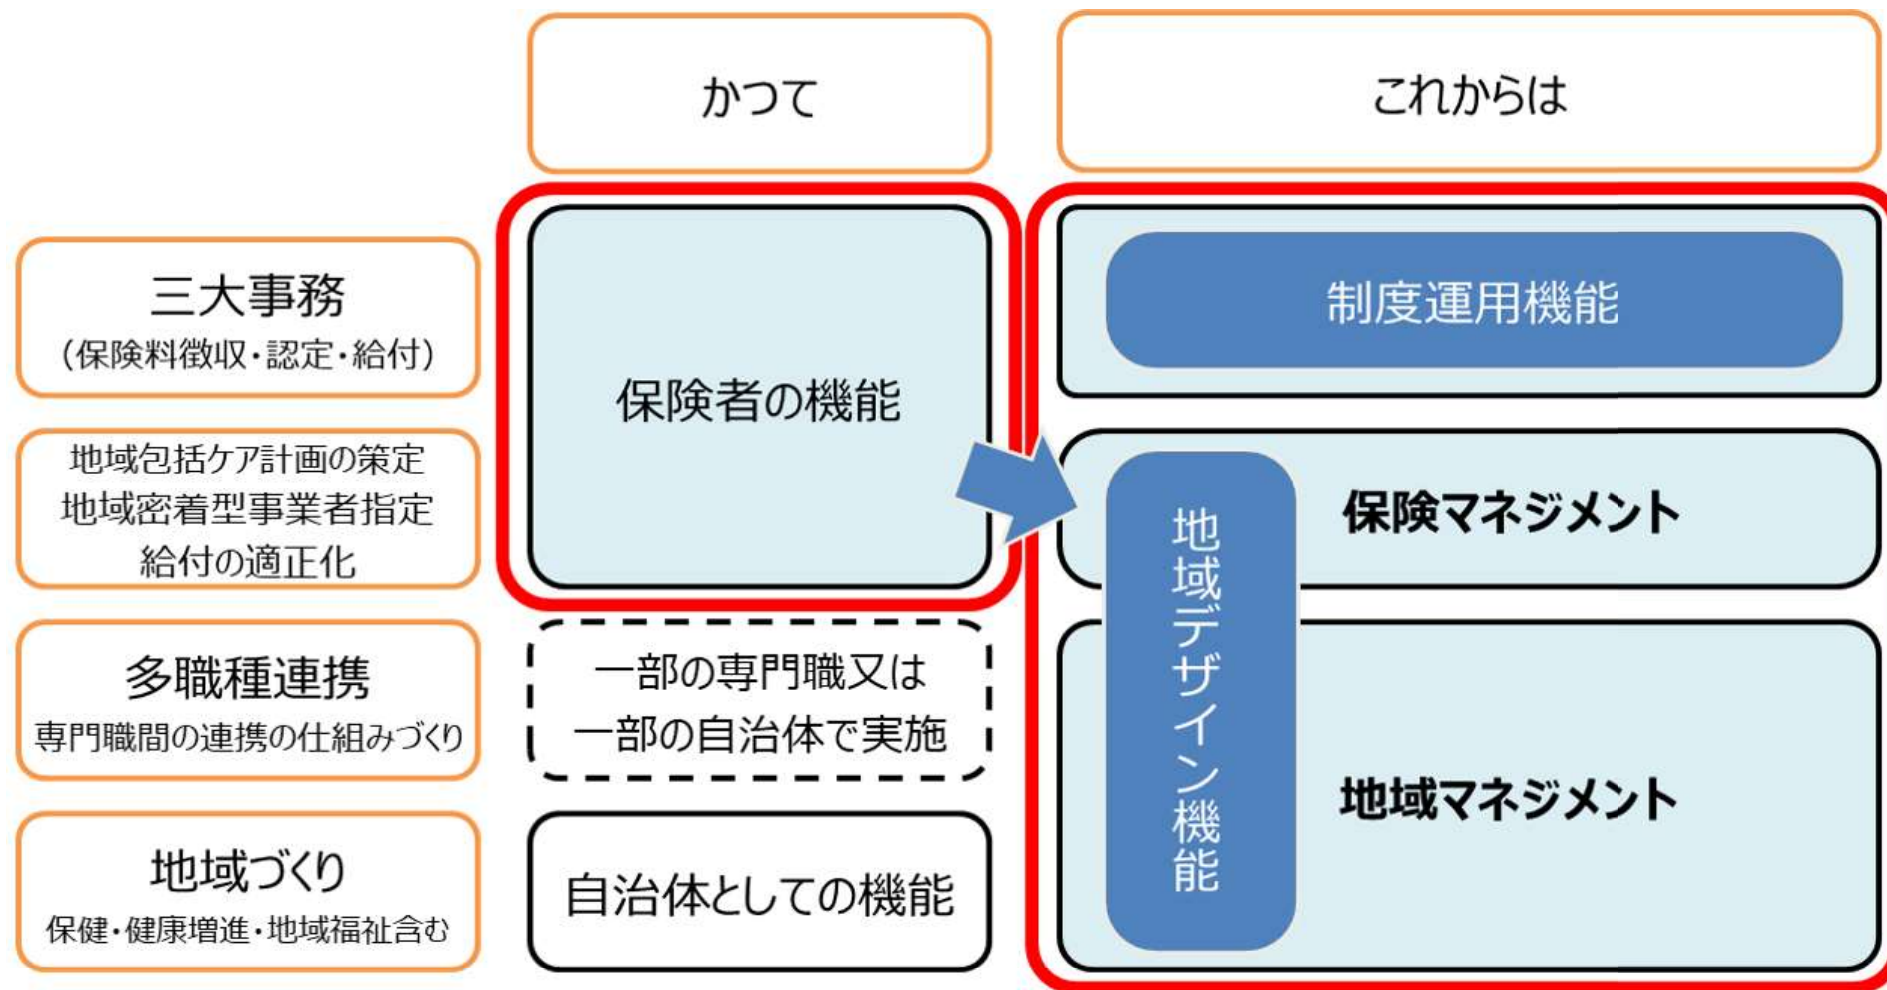 かつて
これからは
三大事務
（保険料徴収・認定・給付）
保険者の機能
制度運用機能
地域包括ケア計画の策定
地域密着型事業者指定
給付の適正化
保険マネジメント
地域デザイン機能
多職種連携
専門職間の連携の仕組みづくり
一部の専門職又は
一部の自治体で実施
地域マネジメント
地域づくり
保健・健康増進・地域福祉含む
自治体としての機能